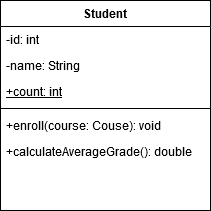 Student
-id: int
-name: String
+count: int
+enroll(course: Couse): void
+calculateAverageGrade(): double